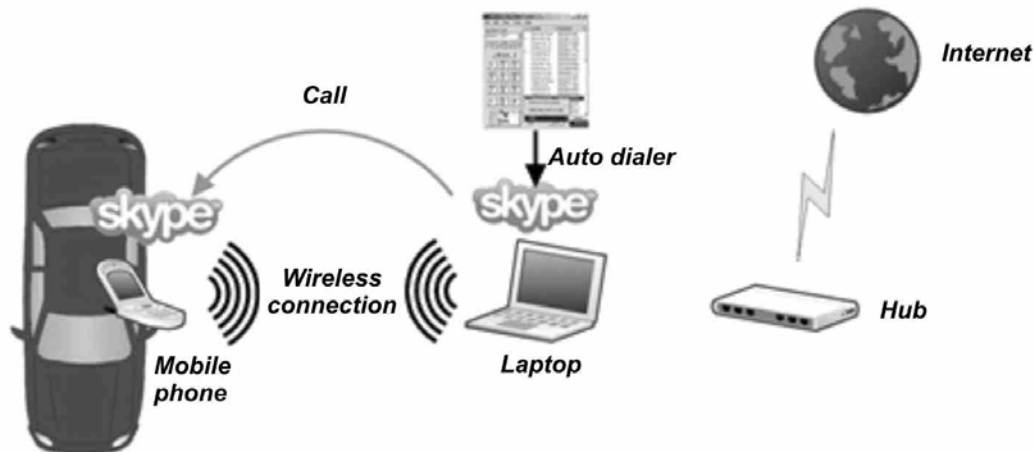 Internet
Call
Auto dialer
skype
skype
Wireless
connection
Hub
Laptop
Mobile
phone